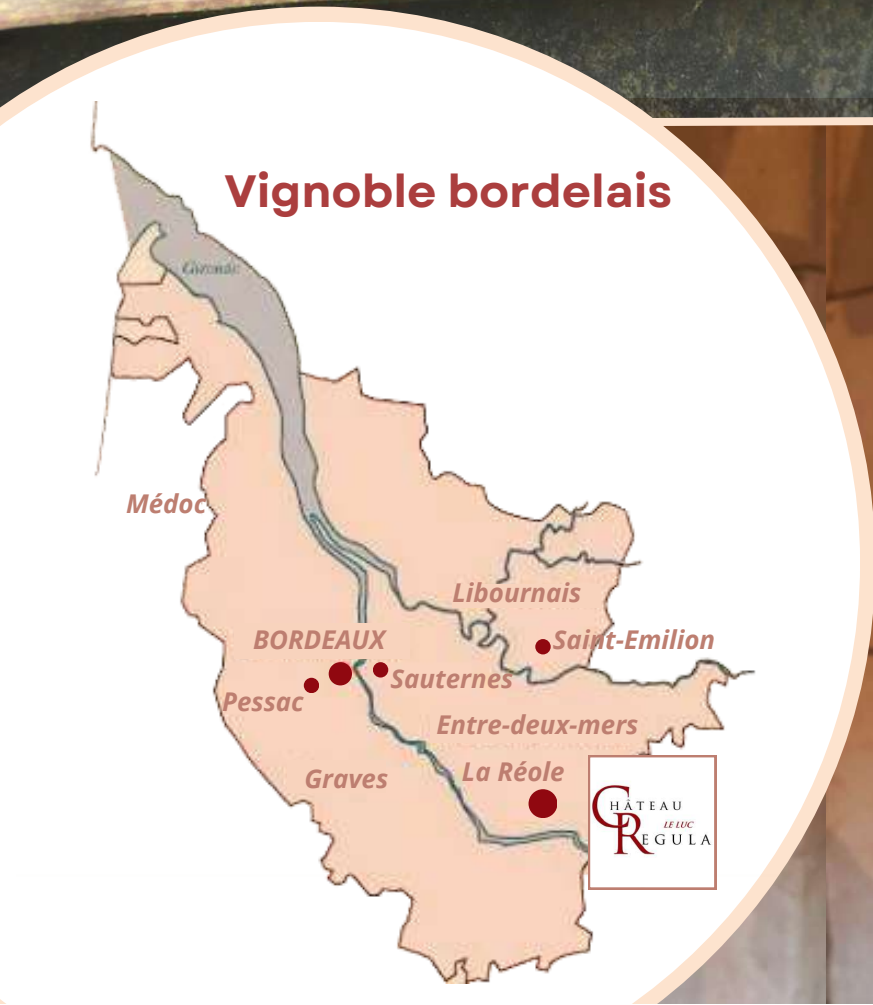 Vignoble bordelais
Gironde
Médoc
Libournais
BORDEAUX
Saint-Emilion
Sauternes
Pessac
Entre-deux-mers
La Réole
Graves
CHÂTEAU
LE LUC
REGULA